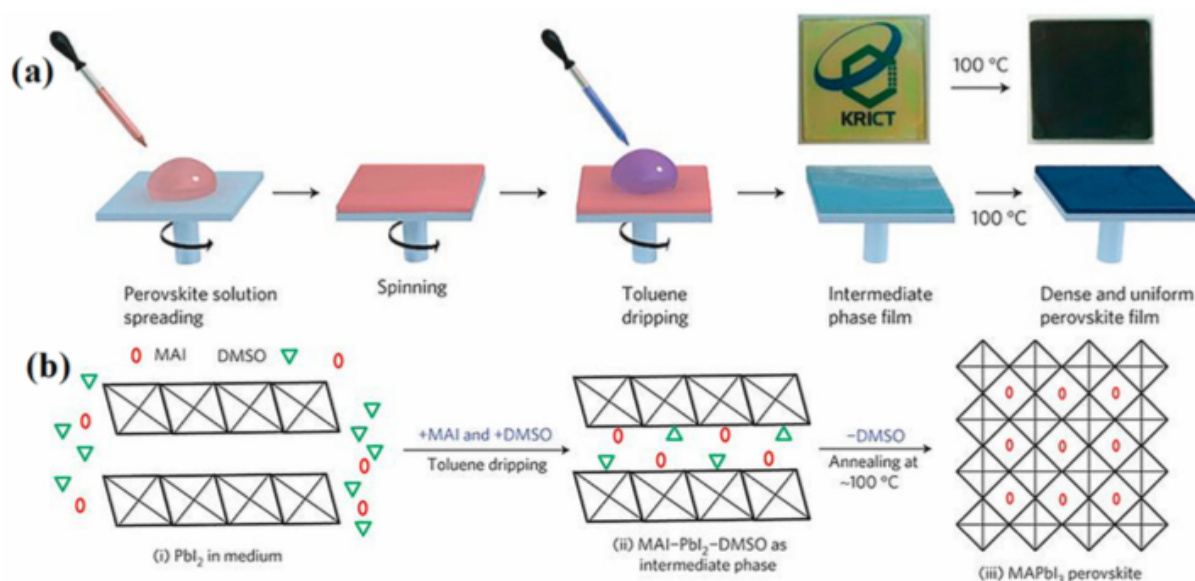 (a)
KRICT
100 °C
100 °C
Perovskite solution
spreading
Spinning
Toluene
dripping
Intermediate
phase film
Dense and uniform
perovskite film
(b)
MAI
DMSO
+MAI and +DMSO
Toluene dripping
−DMSO
Annealing at
~100 °C
(i) PbI₂ in medium
(ii) MAI−PbI₂−DMSO as
intermediate phase
(iii) MAPbI₃ perovskite